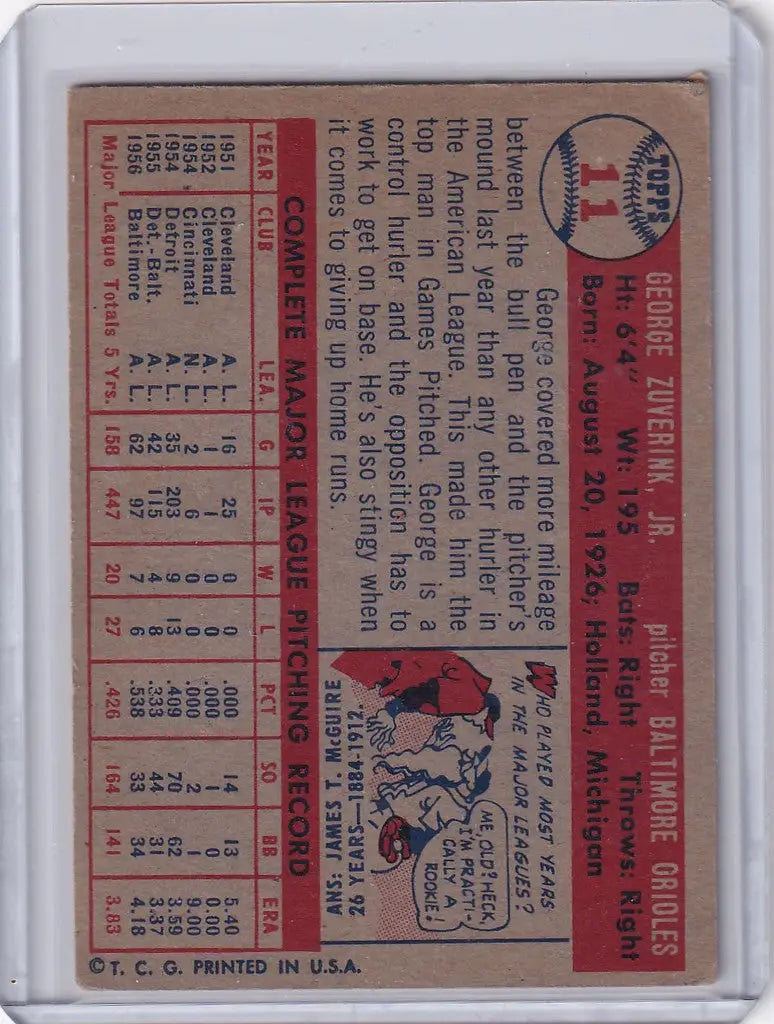 TOPPS
11
GEORGE ZUVERINK, JR. pitcher BALTIMORE ORIOLES
Ht: 6'4" Wt: 195 Bats: Right Throws: Right
Born: August 20, 1926; Holland, Michigan
George covered more mileage
between the bull pen and the pitcher's
mound last year than any other hurler in
the American League. This made him the
top man in Games Pitched. George is a
control hurler and the opposition has to
work to get on base. He's also stingy when
it comes to giving up home runs.
WHO PLAYED MOST YEARS
IN THE MAJOR LEAGUES?
ME, OLD? HECK,
I'M PRACTI-
CALLY A
ROOKIE!
ANS: JAMES T. McGUIRE
26 YEARS—1884-1912.
COMPLETE MAJOR LEAGUE PITCHING RECORD
YEAR CLUB LEA. G IP W L PCT SO BB ERA
1951 Cleveland A. L. 16 25 0 0 .000 14 13 5.40
1952 Cleveland A. L. 1 1 0 0 .000 1 0 0.00
1954 Cincinnati N. L. 2 6 0 0 .000 2 1 9.00
1954 Detroit A. L. 35 203 9 13 .409 70 62 3.59
1955 Det.-Balt. A. L. 42 115 4 8 .333 44 31 3.37
1956 Baltimore A. L. 62 97 7 6 .538 33 34 4.18
Major League Totals 5 Yrs. 158 447 20 27 .426 164 141 3.83
© T. C. G. PRINTED IN U.S.A.